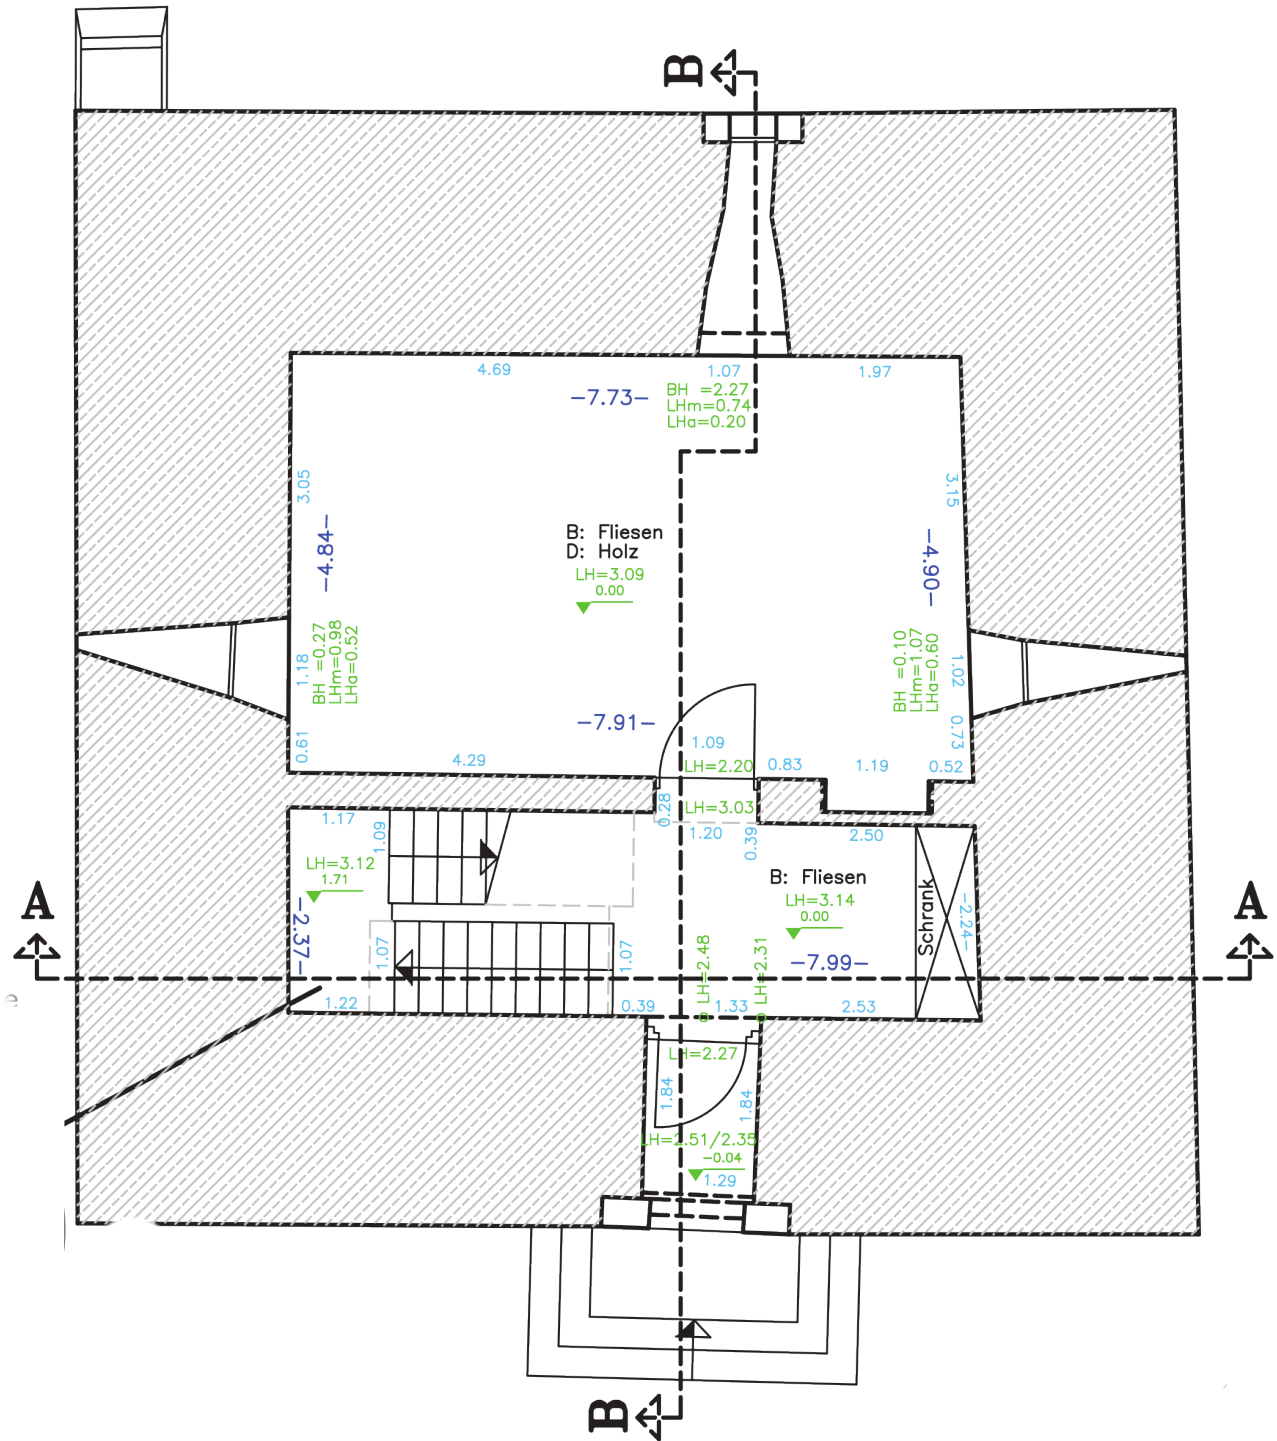 B
4.69
1.07
1.97
-7.73-
BH =2.27
LHm=0.74
LHa=0.20
3.05
3.15
-4.84-
-4.90-
B: Fliesen
D: Holz
LH=3.09
0.00
1.18
BH =0.27
LHm=0.98
LHa=0.52
BH =0.10
LHm=1.07
LHa=0.60
1.02
-7.91-
0.61
0.73
4.29
1.09
LH=2.20
0.83
1.19
0.52
0.28
LH=3.03
1.17
1.09
1.20
0.39
2.50
LH=3.12
1.71
B: Fliesen
LH=3.14
0.00
Schrank
A
A
-2.37-
1.07
1.07
LH=2.48
LH=2.31
-7.99-
-2.24-
1.22
0.39
1.33
2.53
LH=2.27
1.84
1.84
LH=2.51/2.35
-0.04
1.29
B